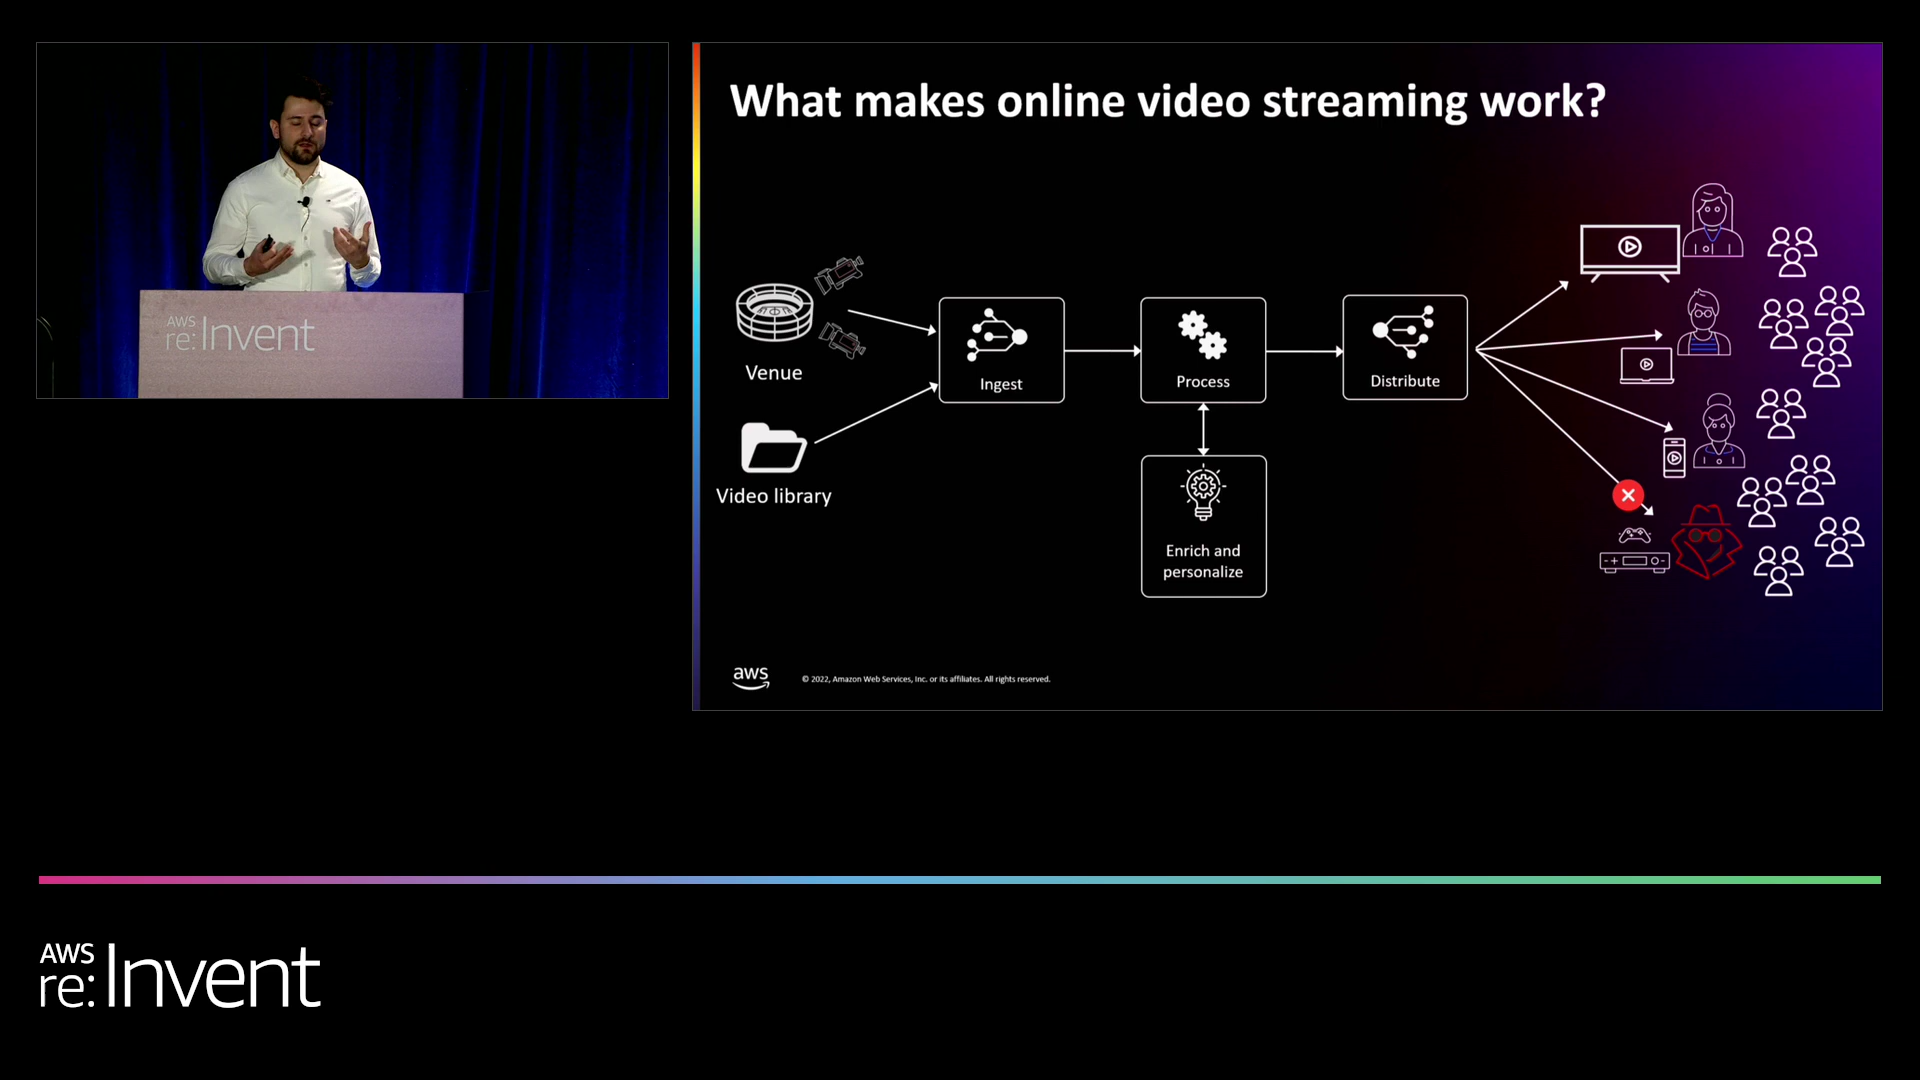 AWS
re:Invent
What makes online video streaming work?
Venue
Video library
Ingest
Process
Distribute
Enrich and
personalize
aws
© 2022, Amazon Web Services, Inc. or its affiliates. All rights reserved.
AWS
re:Invent